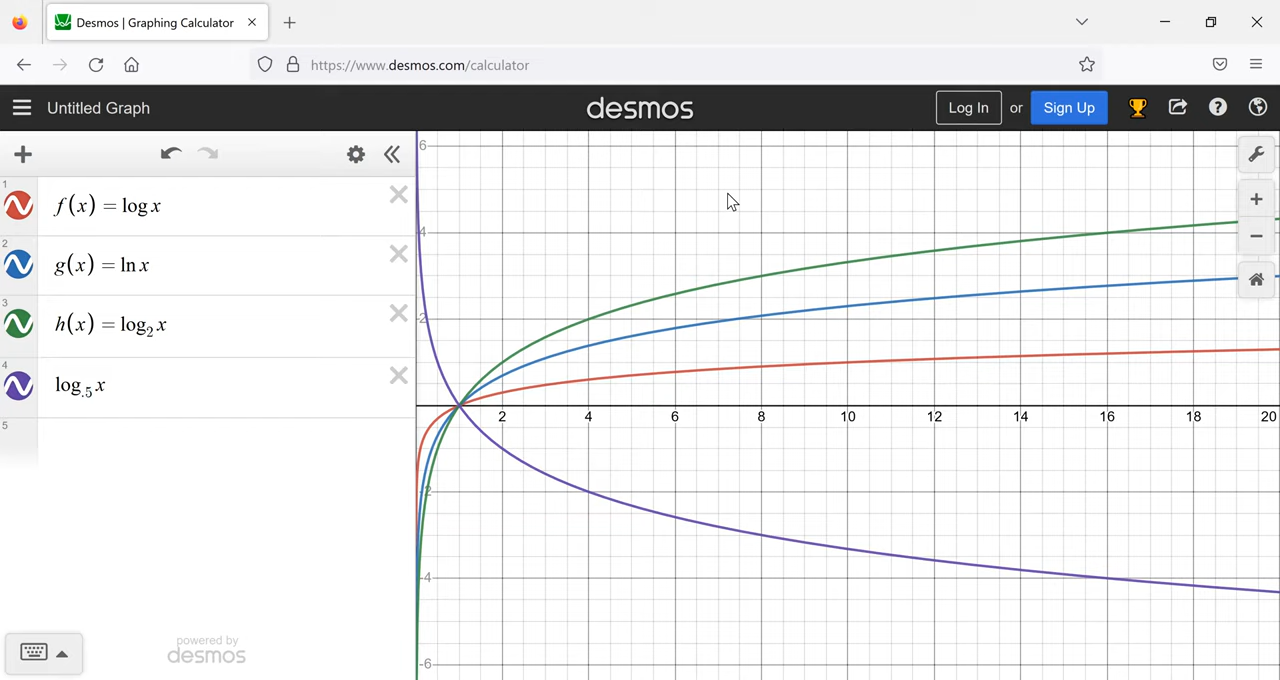 Desmos | Graphing Calculator
https://www.desmos.com/calculator
Untitled Graph
desmos
Log In or Sign Up
1
f(x) = log x
2
g(x) = ln x
3
h(x) = log₂x
4
log.₅x
5
powered by
desmos
6
4
2
2 4 6 8 10 12 14 16 18 20
-2
-4
-6